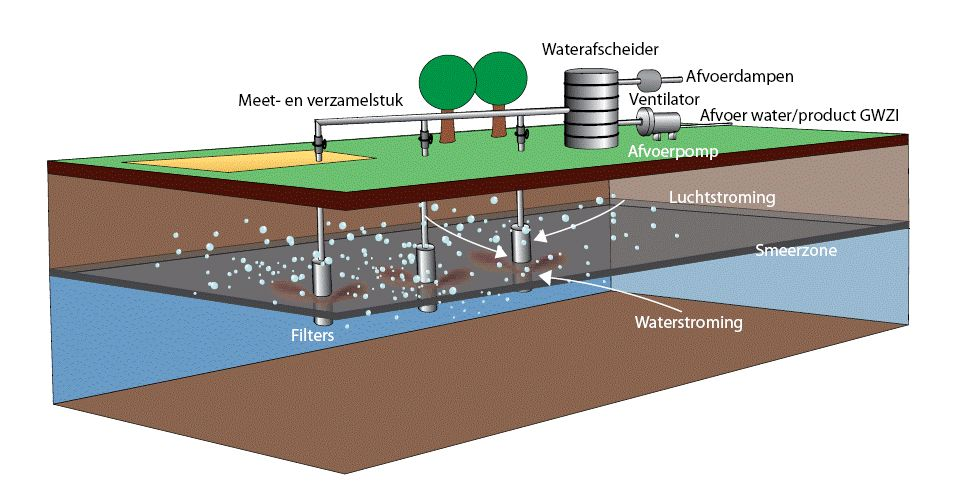 Waterafscheider
Afvoerdampen
Meet- en verzamelstuk
Ventilator
Afvoer water/product GWZI
Afvoerpomp
Luchtstroming
Smeerzone
Waterstroming
Filters